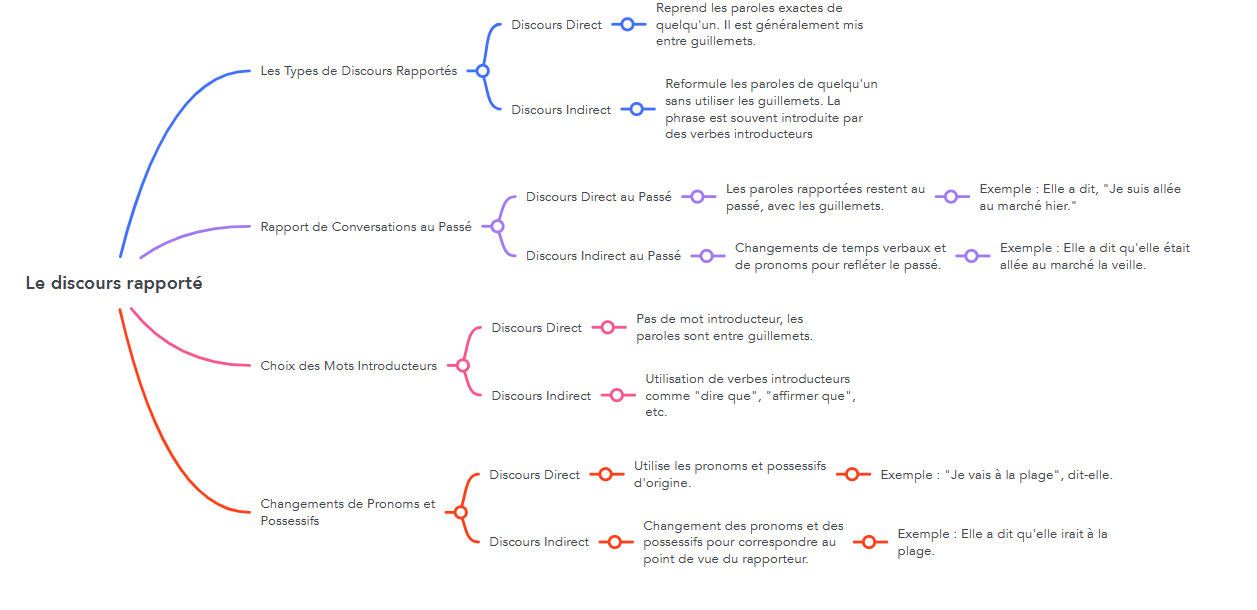 Le discours rapporté
Les Types de Discours Rapportés
Discours Direct
Reprend les paroles exactes de
quelqu'un. Il est généralement mis
entre guillemets.
Discours Indirect
Reformule les paroles de quelqu'un
sans utiliser les guillemets. La
phrase est souvent introduite par
des verbes introducteurs
Rapport de Conversations au Passé
Discours Direct au Passé
Les paroles rapportées restent au
passé, avec les guillemets.
Exemple : Elle a dit, "Je suis allée
au marché hier."
Discours Indirect au Passé
Changements de temps verbaux et
de pronoms pour refléter le passé.
Exemple : Elle a dit qu'elle était
allée au marché la veille.
Choix des Mots Introducteurs
Discours Direct
Pas de mot introducteur, les
paroles sont entre guillemets.
Discours Indirect
Utilisation de verbes introducteurs
comme "dire que", "affirmer que",
etc.
Changements de Pronoms et
Possessifs
Discours Direct
Utilise les pronoms et possessifs
d'origine.
Exemple : "Je vais à la plage", dit-elle.
Discours Indirect
Changement des pronoms et des
possessifs pour correspondre au
point de vue du rapporteur.
Exemple : Elle a dit qu'elle irait à la
plage.